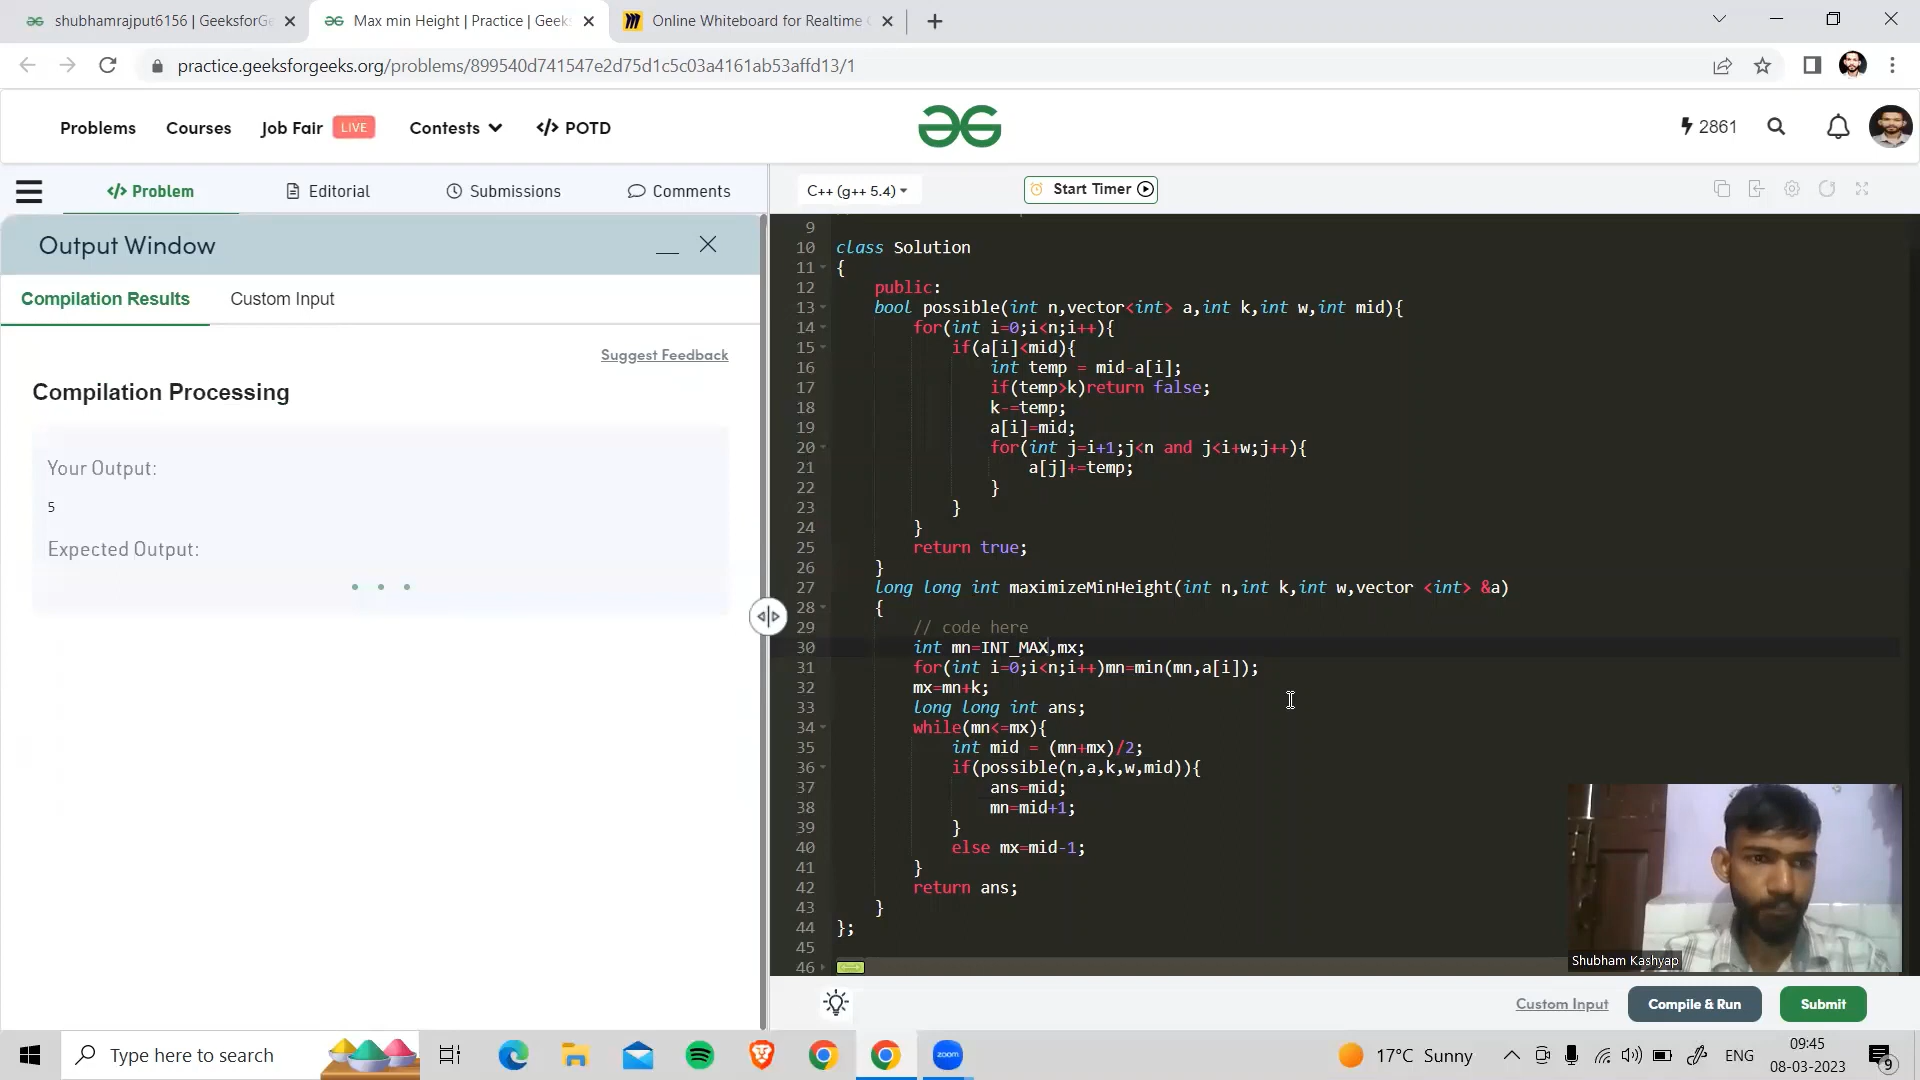 shubhamrajput6156 | GeeksforGe
Max min Height | Practice | Geeks
Online Whiteboard for Realtime C
practice.geeksforgeeks.org/problems/899540d741547e2d75d1c5c03a4161ab53affd13/1
Problems
Courses
Job Fair LIVE
Contests
</> POTD
2861
</> Problem
Editorial
Submissions
Comments
C++ (g++ 5.4)
Start Timer
Output Window
Compilation Results
Custom Input
Suggest Feedback
Compilation Processing
Your Output:
5
Expected Output:
9
10 class Solution
11 {
12 public:
13 bool possible(int n,vector<int> a,int k,int w,int mid){
14 for(int i=0;i<n;i++){
15 if(a[i]<mid){
16 int temp = mid-a[i];
17 if(temp>k)return false;
18 k-=temp;
19 a[i]=mid;
20 for(int j=i+1;j<n and j<i+w;j++){
21 a[j]+=temp;
22 }
23 }
24 }
25 return true;
26 }
27 long long int maximizeMinHeight(int n,int k,int w,vector <int> &a)
28 {
29 // code here
30 int mn=INT_MAX,mx;
31 for(int i=0;i<n;i++)mn=min(mn,a[i]);
32 mx=mn+k;
33 long long int ans;
34 while(mn<=mx){
35 int mid = (mn+mx)/2;
36 if(possible(n,a,k,w,mid)){
37 ans=mid;
38 mn=mid+1;
39 }
40 else mx=mid-1;
41 }
42 return ans;
43 }
44 };
45
46
Shubham Kashyap
Custom Input
Compile & Run
Submit
Type here to search
zoom
17°C Sunny
ENG
09:45
08-03-2023
9